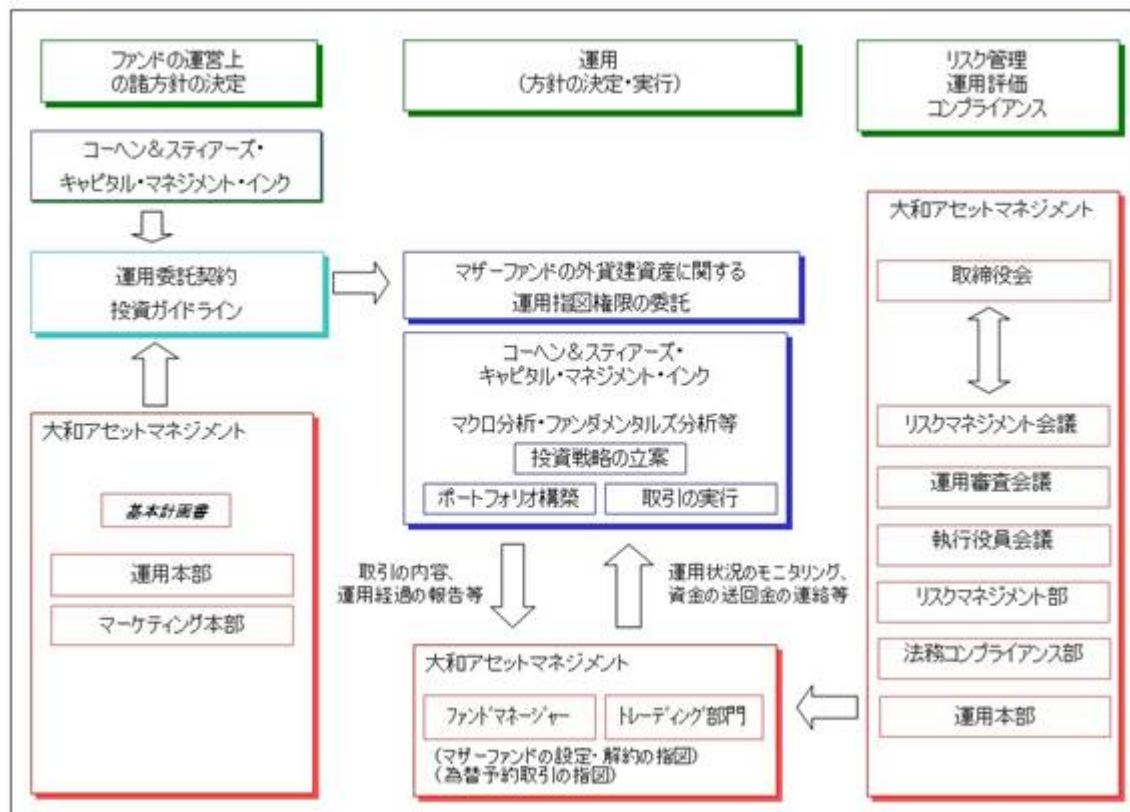 ファンドの運営上
の諸方針の決定
運用
(方針の決定・実行)
リスク管理
運用評価
コンプライアンス
コーヘン＆スティアーズ・
キャピタル・マネジメント・インク
運用委託契約
投資ガイドライン
マザーファンドの外貨建資産に関する
運用指図権限の委託
コーヘン＆スティアーズ・
キャピタル・マネジメント・インク
マクロ分析・ファンダメンタルズ分析等
投資戦略の立案
ポートフォリオ構築
取引の実行
大和アセットマネジメント
基本計画書
運用本部
マーケティング本部
取引の内容、
運用経過の報告等
運用状況のモニタリング、
資金の送回金の連絡等
大和アセットマネジメント
ファンドマネージャー
トレーディング部門
(マザーファンドの設定・解約の指図)
(為替予約取引の指図)
大和アセットマネジメント
取締役会
リスクマネジメント会議
運用審査会議
執行役員会議
リスクマネジメント部
法務コンプライアンス部
運用本部